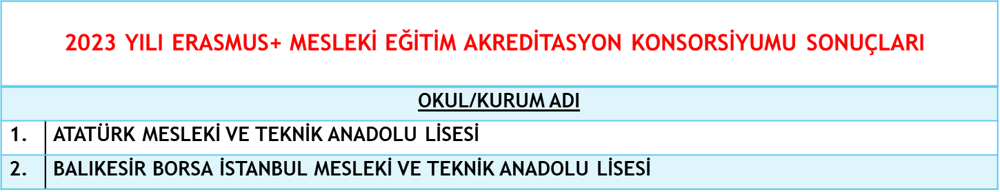 2023 YILI ERASMUS+ MESLEKİ EĞİTİM AKREDİTASYON KONSORSİYUMU SONUÇLARI
OKUL/KURUM ADI
1. ATATÜRK MESLEKİ VE TEKNİK ANADOLU LİSESİ
2. BALIKESİR BORSA İSTANBUL MESLEKİ VE TEKNİK ANADOLU LİSESİ